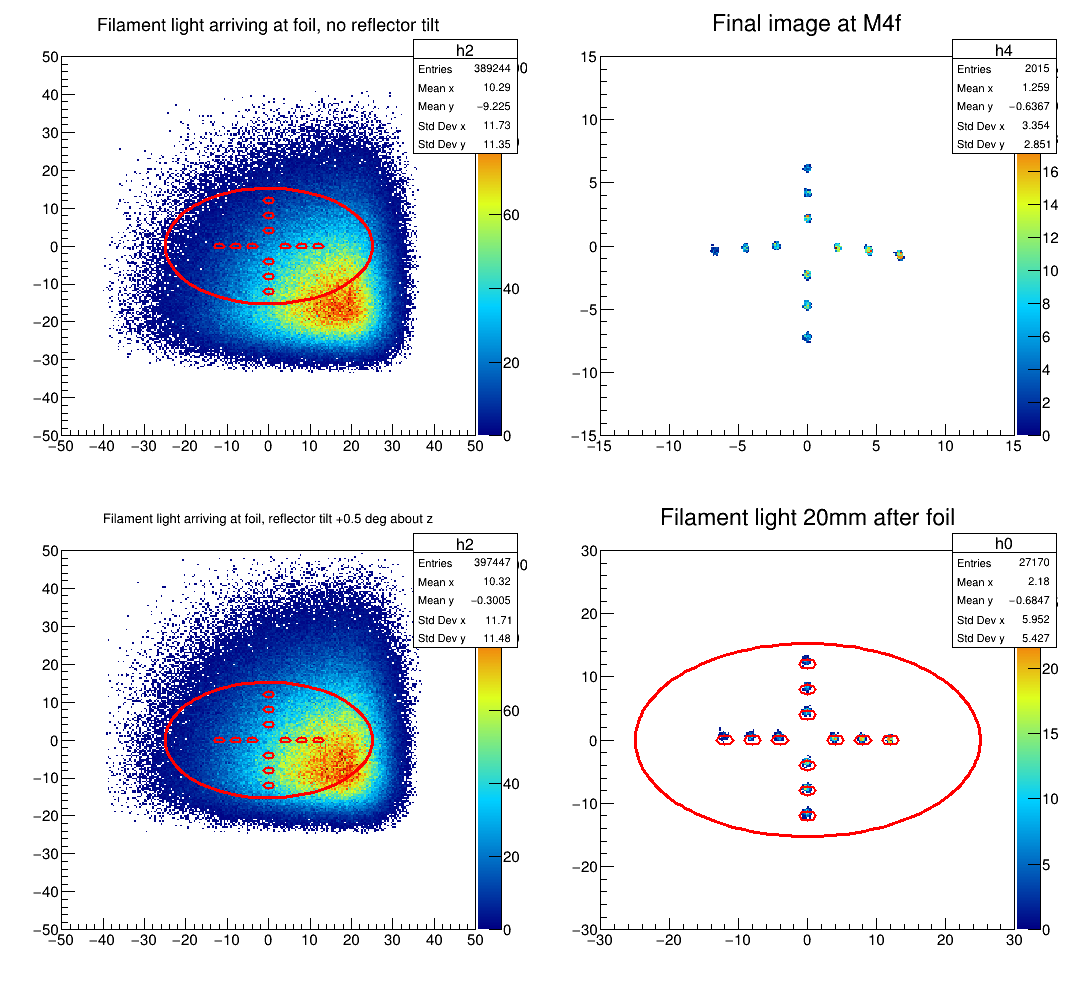 Filament light arriving at foil, no reflector tilt
h2
Entries 389244
Mean x 10.29
Mean y −9.225
Std Dev x 11.73
Std Dev y 11.35
50
40
30
20
10
0
−10
−20
−30
−40
−50
−50 −40 −30 −20 −10 0 10 20 30 40 50
60
40
20
0
Final image at M4f
h4
Entries 2015
Mean x 1.259
Mean y −0.6367
Std Dev x 3.354
Std Dev y 2.851
15
10
5
0
−5
−10
−15
−15 −10 −5 0 5 10 15
16
14
12
10
8
6
4
2
0
Filament light arriving at foil, reflector tilt +0.5 deg about z
h2
Entries 397447
Mean x 10.32
Mean y −0.3005
Std Dev x 11.71
Std Dev y 11.48
50
40
30
20
10
0
−10
−20
−30
−40
−50
−50 −40 −30 −20 −10 0 10 20 30 40 50
60
40
20
0
Filament light 20mm after foil
h0
Entries 27170
Mean x 2.18
Mean y −0.6847
Std Dev x 5.952
Std Dev y 5.427
30
20
10
0
−10
−20
−30
−30 −20 −10 0 10 20 30
20
15
10
5
0